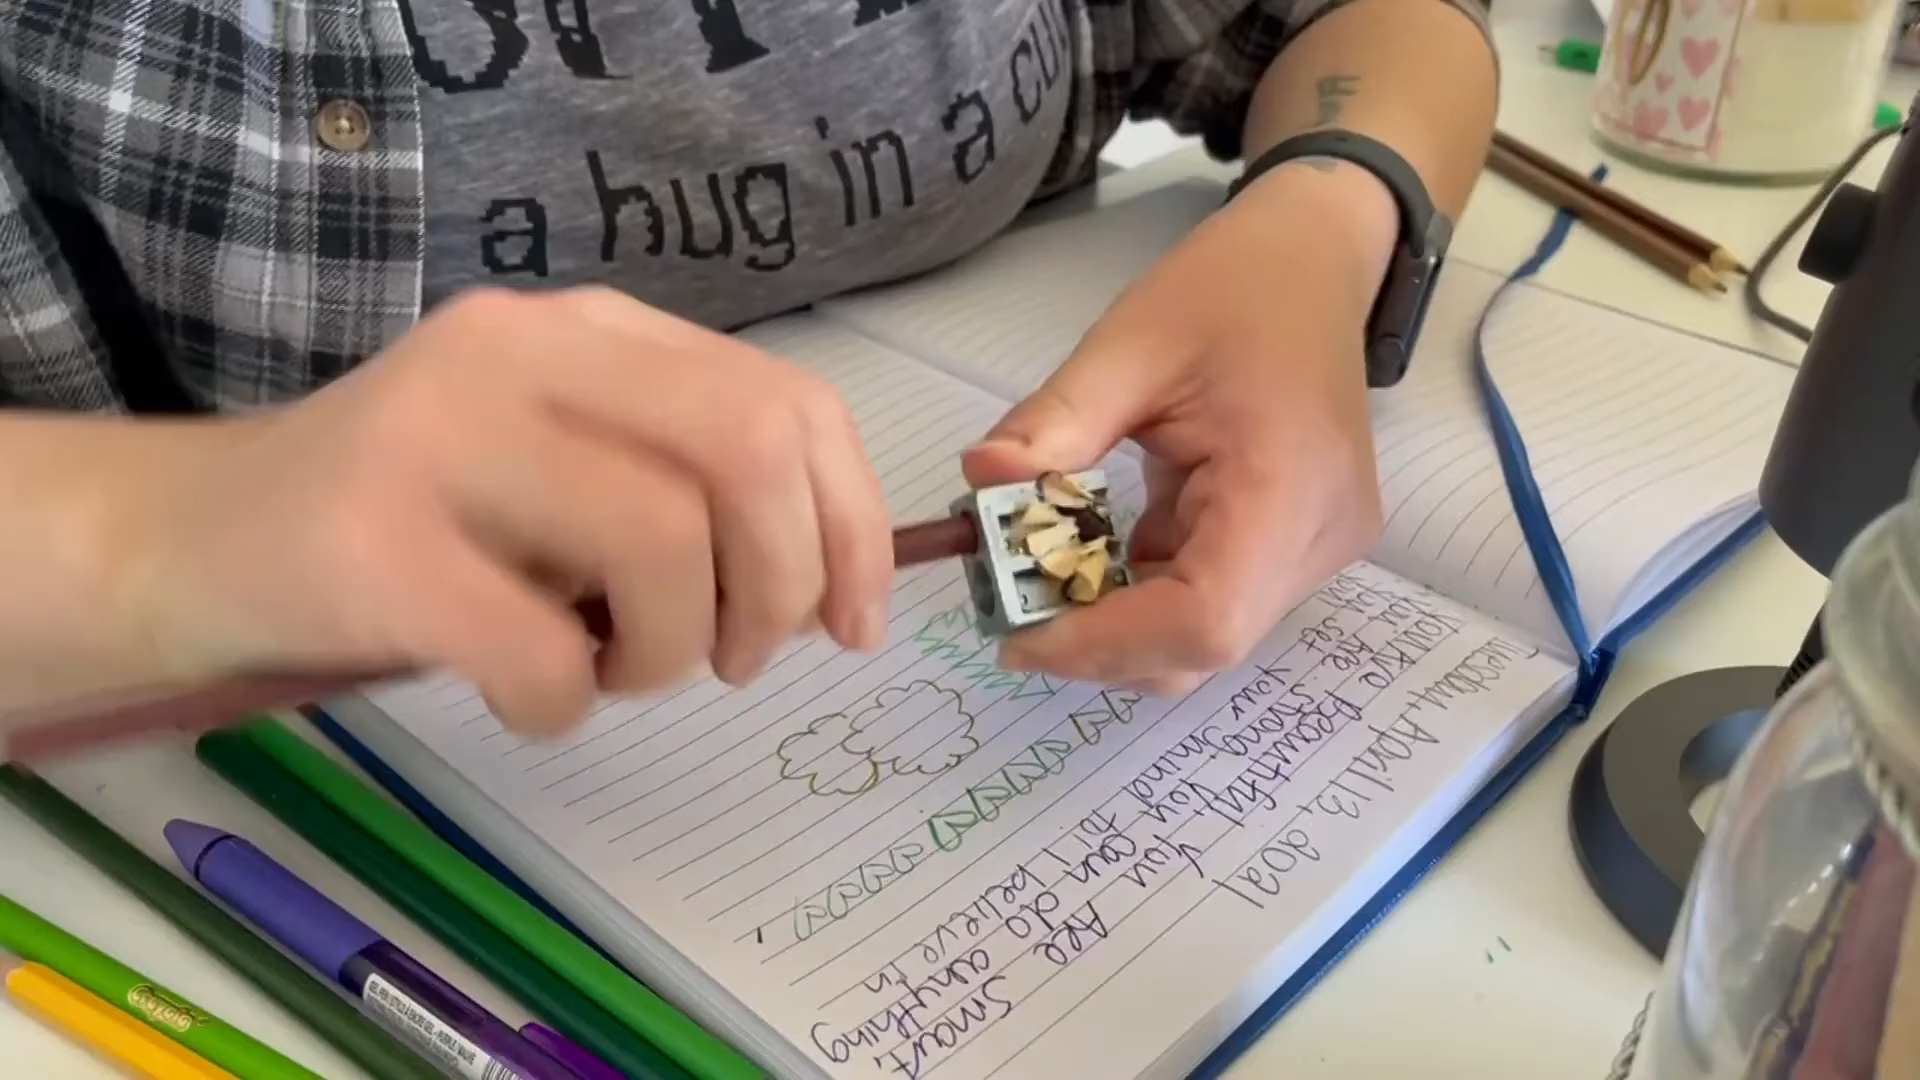 a hug in a cu
Tuesday, April 13, 2021
You Are Beautiful, You Are Smart,
You Are strong. You can do anything
You set your mind to! I believe in
Crayola